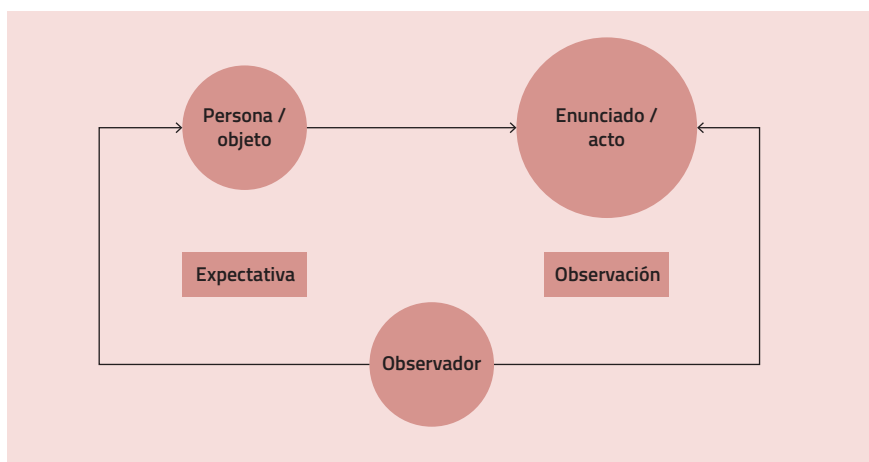 Persona /
objeto
Enunciado /
acto
Expectativa
Observación
Observador